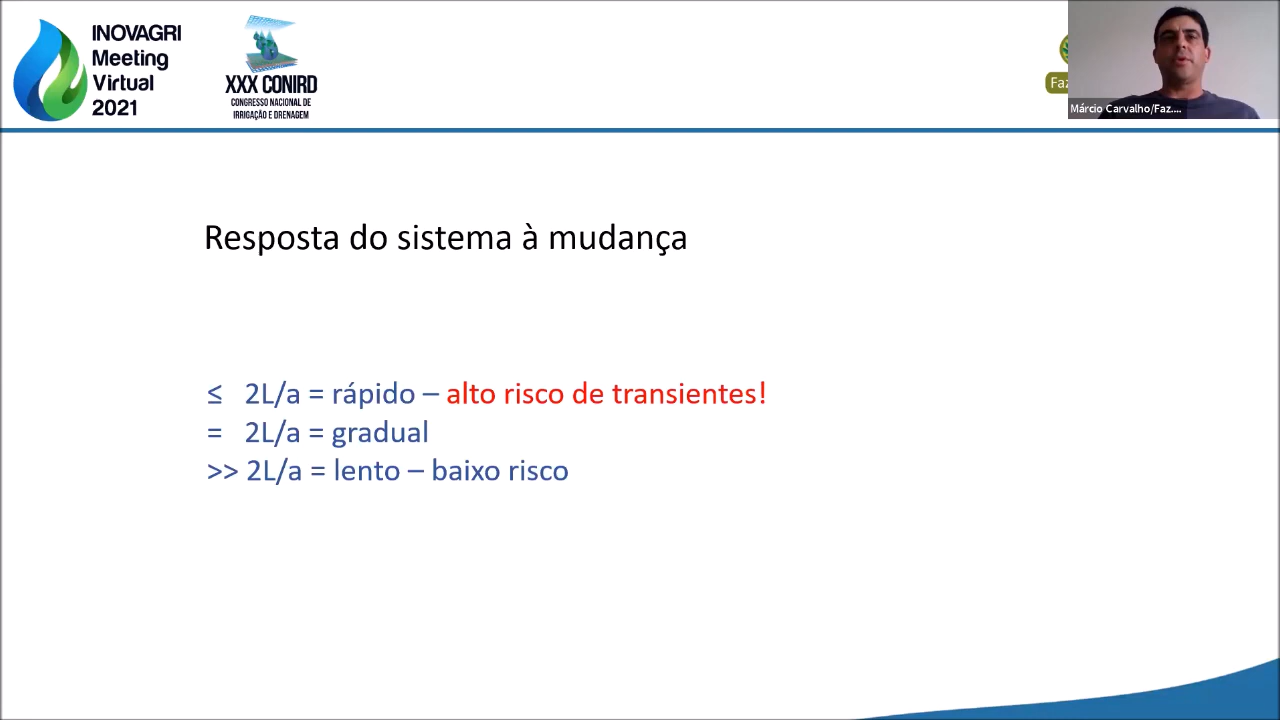 INOVAGRI
Meeting
Virtual
2021
XXX CONIRD
CONGRESSO NACIONAL DE
IRRIGAÇÃO E DRENAGEM
Faz
Márcio Carvalho/Faz....
Resposta do sistema à mudança
≤ 2L/a = rápido – alto risco de transientes!
= 2L/a = gradual
>> 2L/a = lento – baixo risco